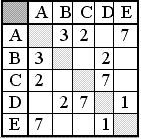 A B C D E
A 3 2 7
B 3 2
C 2 7
D 2 7 1
E 7 1